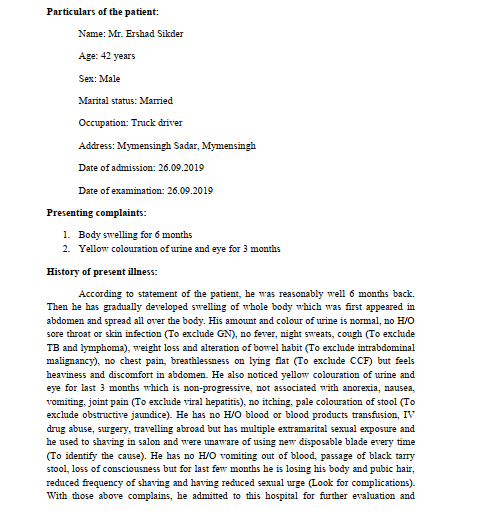 Particulars of the patient:
Name: Mr. Ershad Sikder
Age: 42 years
Sex: Male
Marital status: Married
Occupation: Truck driver
Address: Mymensingh Sadar, Mymensingh
Date of admission: 26.09.2019
Date of examination: 26.09.2019
Presenting complaints:
1. Body swelling for 6 months
2. Yellow colouration of urine and eye for 3 months
History of present illness:
According to statement of the patient, he was reasonably well 6 months back.
Then he has gradually developed swelling of whole body which was first appeared in
abdomen and spread all over the body. His amount and colour of urine is normal, no H/O
sore throat or skin infection (To exclude GN), no fever, night sweats, cough (To exclude
TB and lymphoma), weight loss and alteration of bowel habit (To exclude intrabdominal
malignancy), no chest pain, breathlessness on lying flat (To exclude CCF) but feels
heaviness and discomfort in abdomen. He also noticed yellow colouration of urine and
eye for last 3 months which is non-progressive, not associated with anorexia, nausea,
vomiting, joint pain (To exclude viral hepatitis), no itching, pale colouration of stool (To
exclude obstructive jaundice). He has no H/O blood or blood products transfusion, IV
drug abuse, surgery, travelling abroad but has multiple extramarital sexual exposure and
he used to shaving in salon and were unaware of using new disposable blade every time
(To identify the cause). He has no H/O vomiting out of blood, passage of black tarry
stool, loss of consciousness but for last few months he is losing his body and pubic hair,
reduced frequency of shaving and having reduced sexual urge (Look for complications).
With those above complains, he admitted to this hospital for further evaluation and